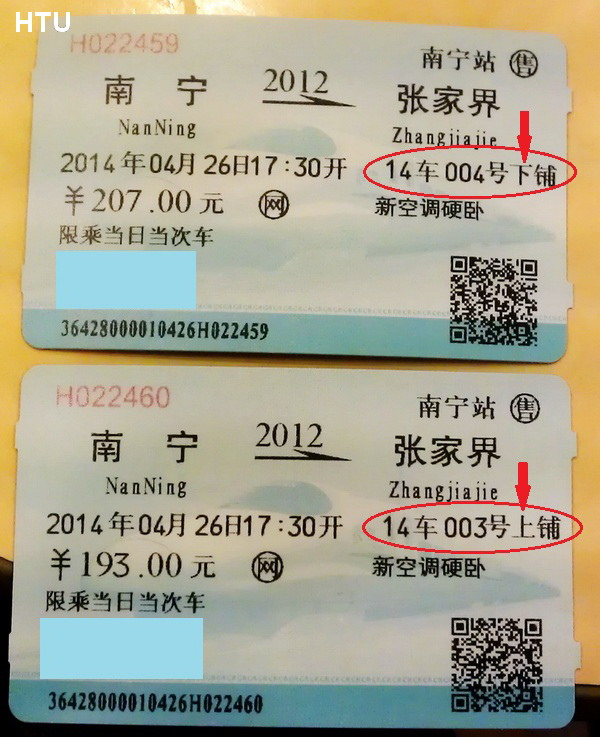 HTU
H022459
南宁站 售
南宁 2012 张家界
NanNing Zhangjiajie
2014年04月26日17:30开 14车004号下铺
￥207.00元 网 新空调硬卧
限乘当日当次车
36428000010426H022459
H022460
南宁站 售
南宁 2012 张家界
NanNing Zhangjiajie
2014年04月26日17:30开 14车003号上铺
￥193.00元 网 新空调硬卧
限乘当日当次车
36428000010426H022460